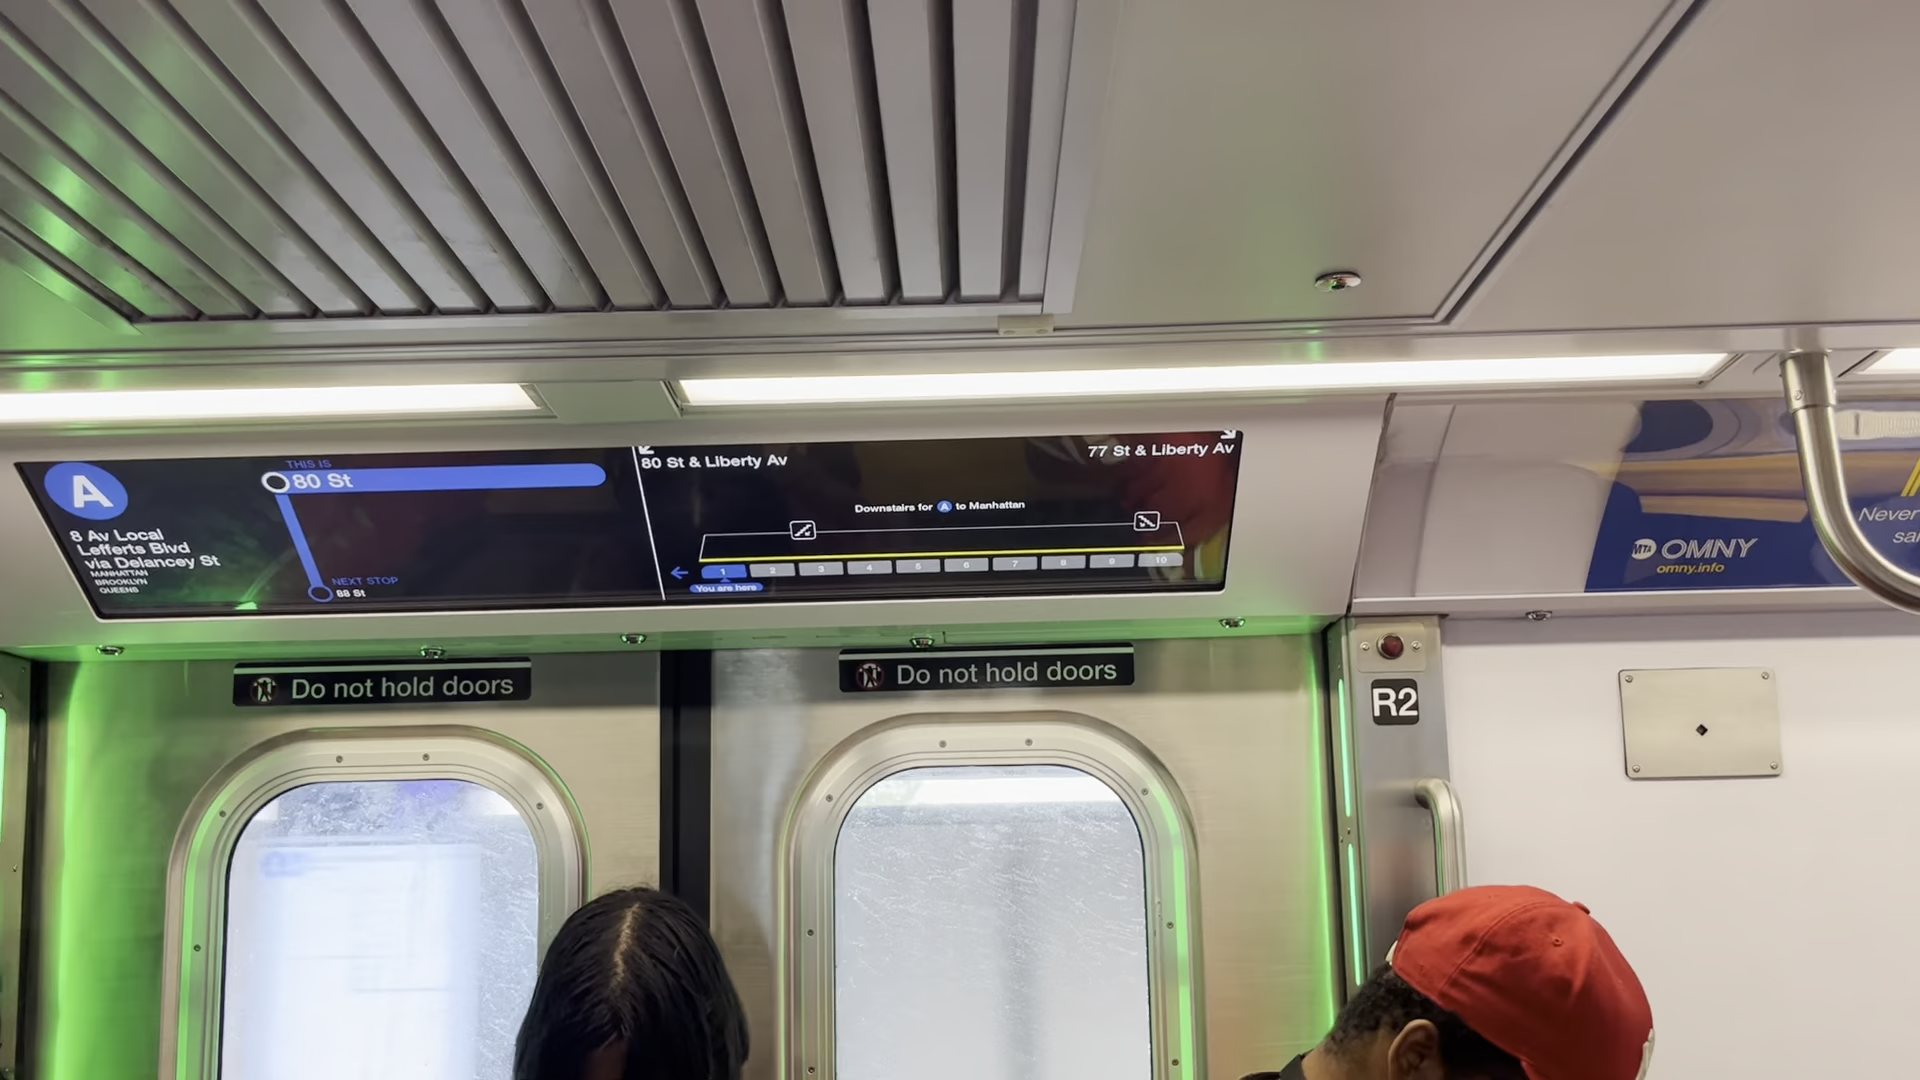 A
8 Av Local
Lefferts Blvd
via Delancey St
MANHATTAN
BROOKLYN
QUEENS
THIS IS
80 St
NEXT STOP
88 St
80 St & Liberty Av
77 St & Liberty Av
Downstairs for A to Manhattan
1 2 3 4 5 6 7 8 9 10
You are here
Do not hold doors
Do not hold doors
R2
MTA OMNY
omny.info
Never